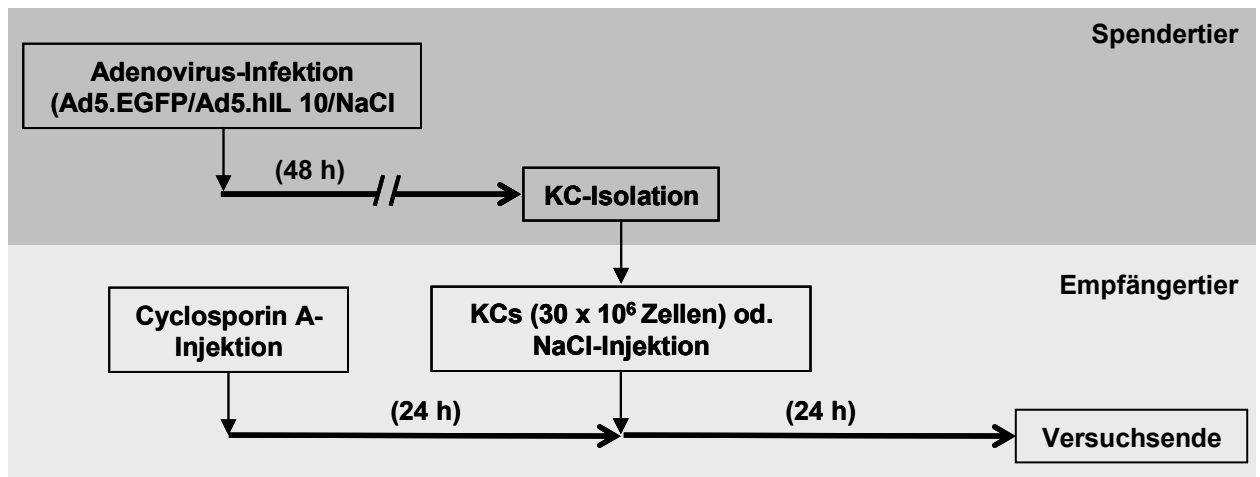 Spendertier
Adenovirus-Infektion
(Ad5.EGFP/Ad5.hIL 10/NaCl
(48 h)
KC-Isolation
Empfängertier
Cyclosporin A-
Injektion
KCs (30 x 10⁶ Zellen) od.
NaCl-Injektion
(24 h)
(24 h)
Versuchsende